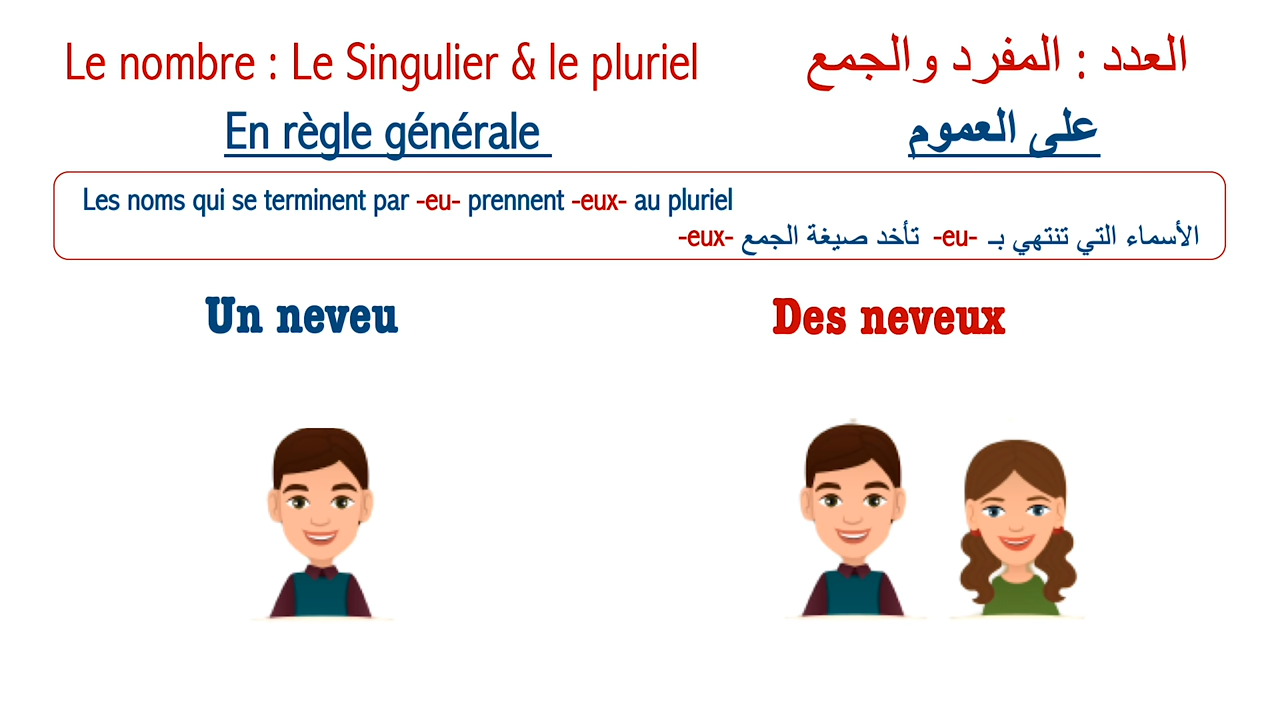 Le nombre : Le Singulier & le pluriel
العدد : المفرد والجمع
En règle générale
على العموم
Les noms qui se terminent par -eu- prennent -eux- au pluriel
الأسماء التي تنتهي بـ -eu- تأخد صيغة الجمع -eux-
Un neveu
Des neveux